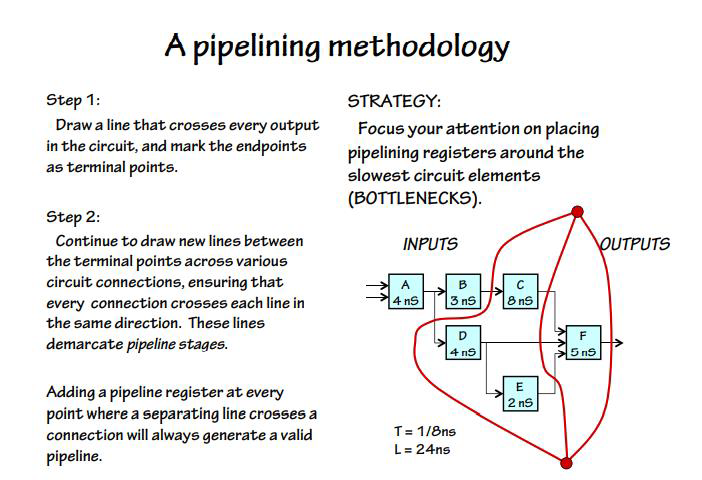 A pipelining methodology
Step 1:
Draw a line that crosses every output
in the circuit, and mark the endpoints
as terminal points.
Step 2:
Continue to draw new lines between
the terminal points across various
circuit connections, ensuring that
every connection crosses each line in
the same direction. These lines
demarcate pipeline stages.
Adding a pipeline register at every
point where a separating line crosses a
connection will always generate a valid
pipeline.
STRATEGY:
Focus your attention on placing
pipelining registers around the
slowest circuit elements
(BOTTLENECKS).
INPUTS
OUTPUTS
A
4 nS
B
3 nS
C
8 nS
D
4 nS
F
5 nS
E
2 nS
T = 1/8ns
L = 24ns